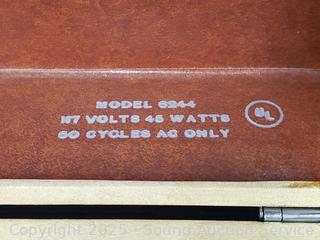 MODEL 6244
117 VOLTS 45 WATTS
60 CYCLES AC ONLY
UL
Copyright 2025 - Sound Auction Service